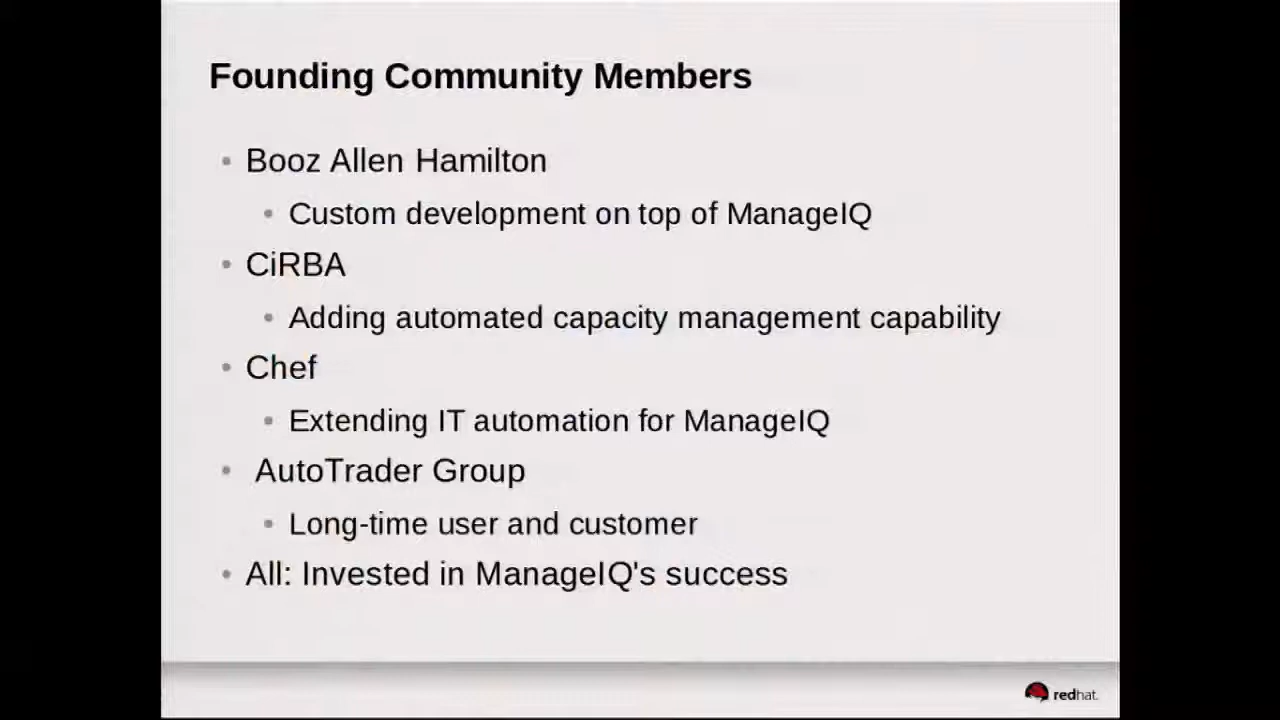 Founding Community Members
• Booz Allen Hamilton
• Custom development on top of ManageIQ
• CiRBA
• Adding automated capacity management capability
• Chef
• Extending IT automation for ManageIQ
• AutoTrader Group
• Long-time user and customer
• All: Invested in ManageIQ's success
redhat.